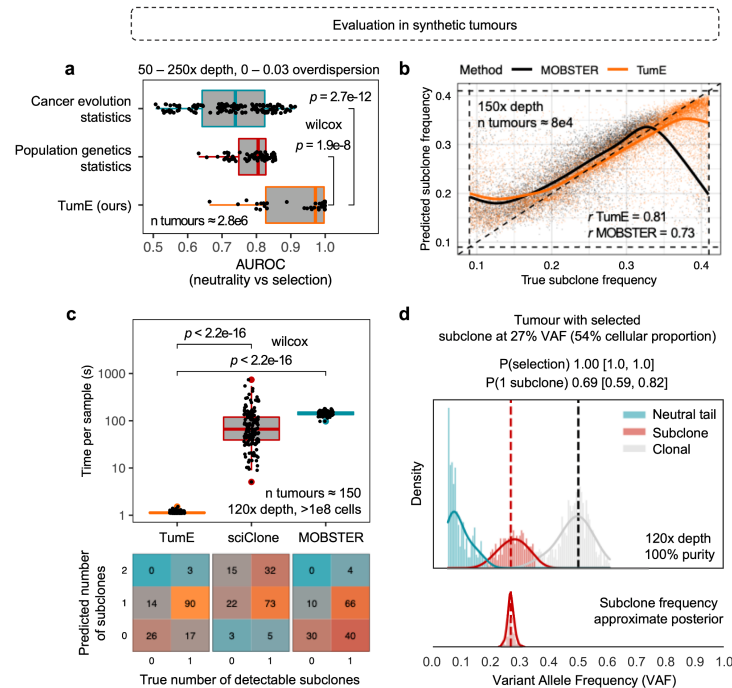 Evaluation in synthetic tumours
a
50 – 250x depth, 0 – 0.03 overdispersion
Cancer evolution
statistics
Population genetics
statistics
TumE (ours)
p = 2.7e-12
wilcox
p = 1.9e-8
n tumours ≈ 2.8e6
0.5 0.6 0.7 0.8 0.9 1.0
AUROC
(neutrality vs selection)
b
Method MOBSTER TumE
Predicted subclone frequency
0.4
0.3
0.2
0.1
150x depth
n tumours ≈ 8e4
r TumE = 0.81
r MOBSTER = 0.73
0.1 0.2 0.3 0.4
True subclone frequency
c
Time per sample (s)
1000
100
10
1
p < 2.2e-16
wilcox
p < 2.2e-16
n tumours ≈ 150
120x depth, >1e8 cells
TumE sciClone MOBSTER
Predicted number
of subclones
2 0 3 15 32 0 4
1 14 90 22 73 10 66
0 26 17 3 5 30 40
0 1 0 1 0 1
True number of detectable subclones
d
Tumour with selected
subclone at 27% VAF (54% cellular proportion)
P(selection) 1.00 [1.0, 1.0]
P(1 subclone) 0.69 [0.59, 0.82]
Neutral tail
Subclone
Clonal
Density
120x depth
100% purity
Subclone frequency
approximate posterior
0.0 0.1 0.2 0.3 0.4 0.5 0.6 0.7 0.8 0.9 1.0
Variant Allele Frequency (VAF)